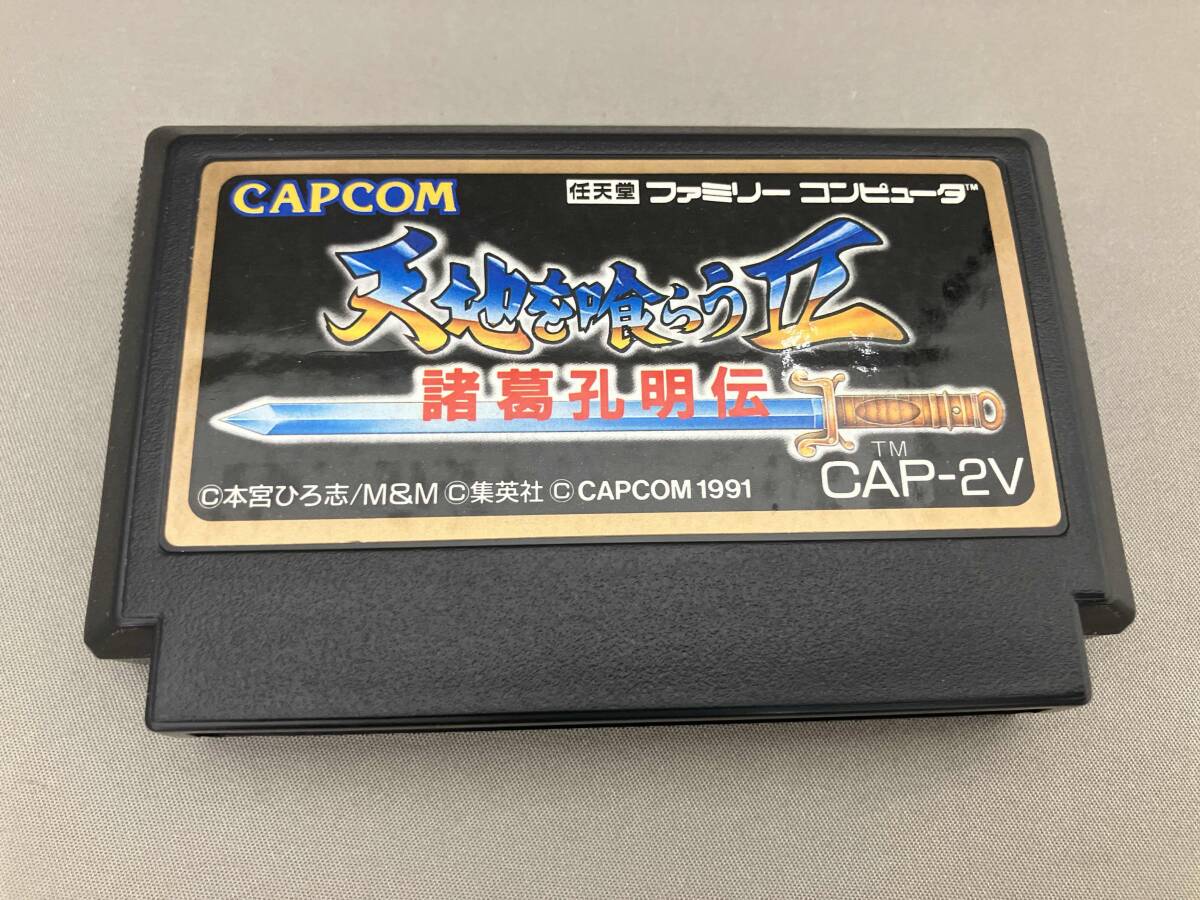 CAPCOM
任天堂 ファミリー コンピュータ™
天地を喰らうII
諸葛孔明伝
TM
CAP-2V
©本宮ひろ志/M&M ©集英社 © CAPCOM 1991